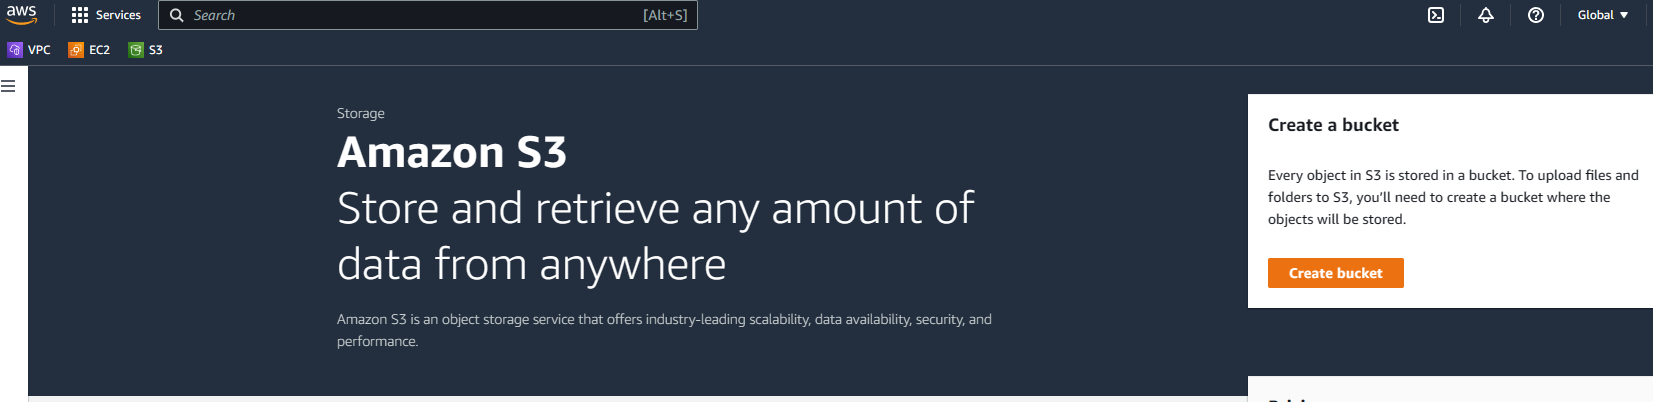 aws
Services
Search
[Alt+S]
Global
VPC
EC2
S3
Storage
Amazon S3
Store and retrieve any amount of
data from anywhere
Amazon S3 is an object storage service that offers industry-leading scalability, data availability, security, and
performance.
Create a bucket
Every object in S3 is stored in a bucket. To upload files and
folders to S3, you’ll need to create a bucket where the
objects will be stored.
Create bucket